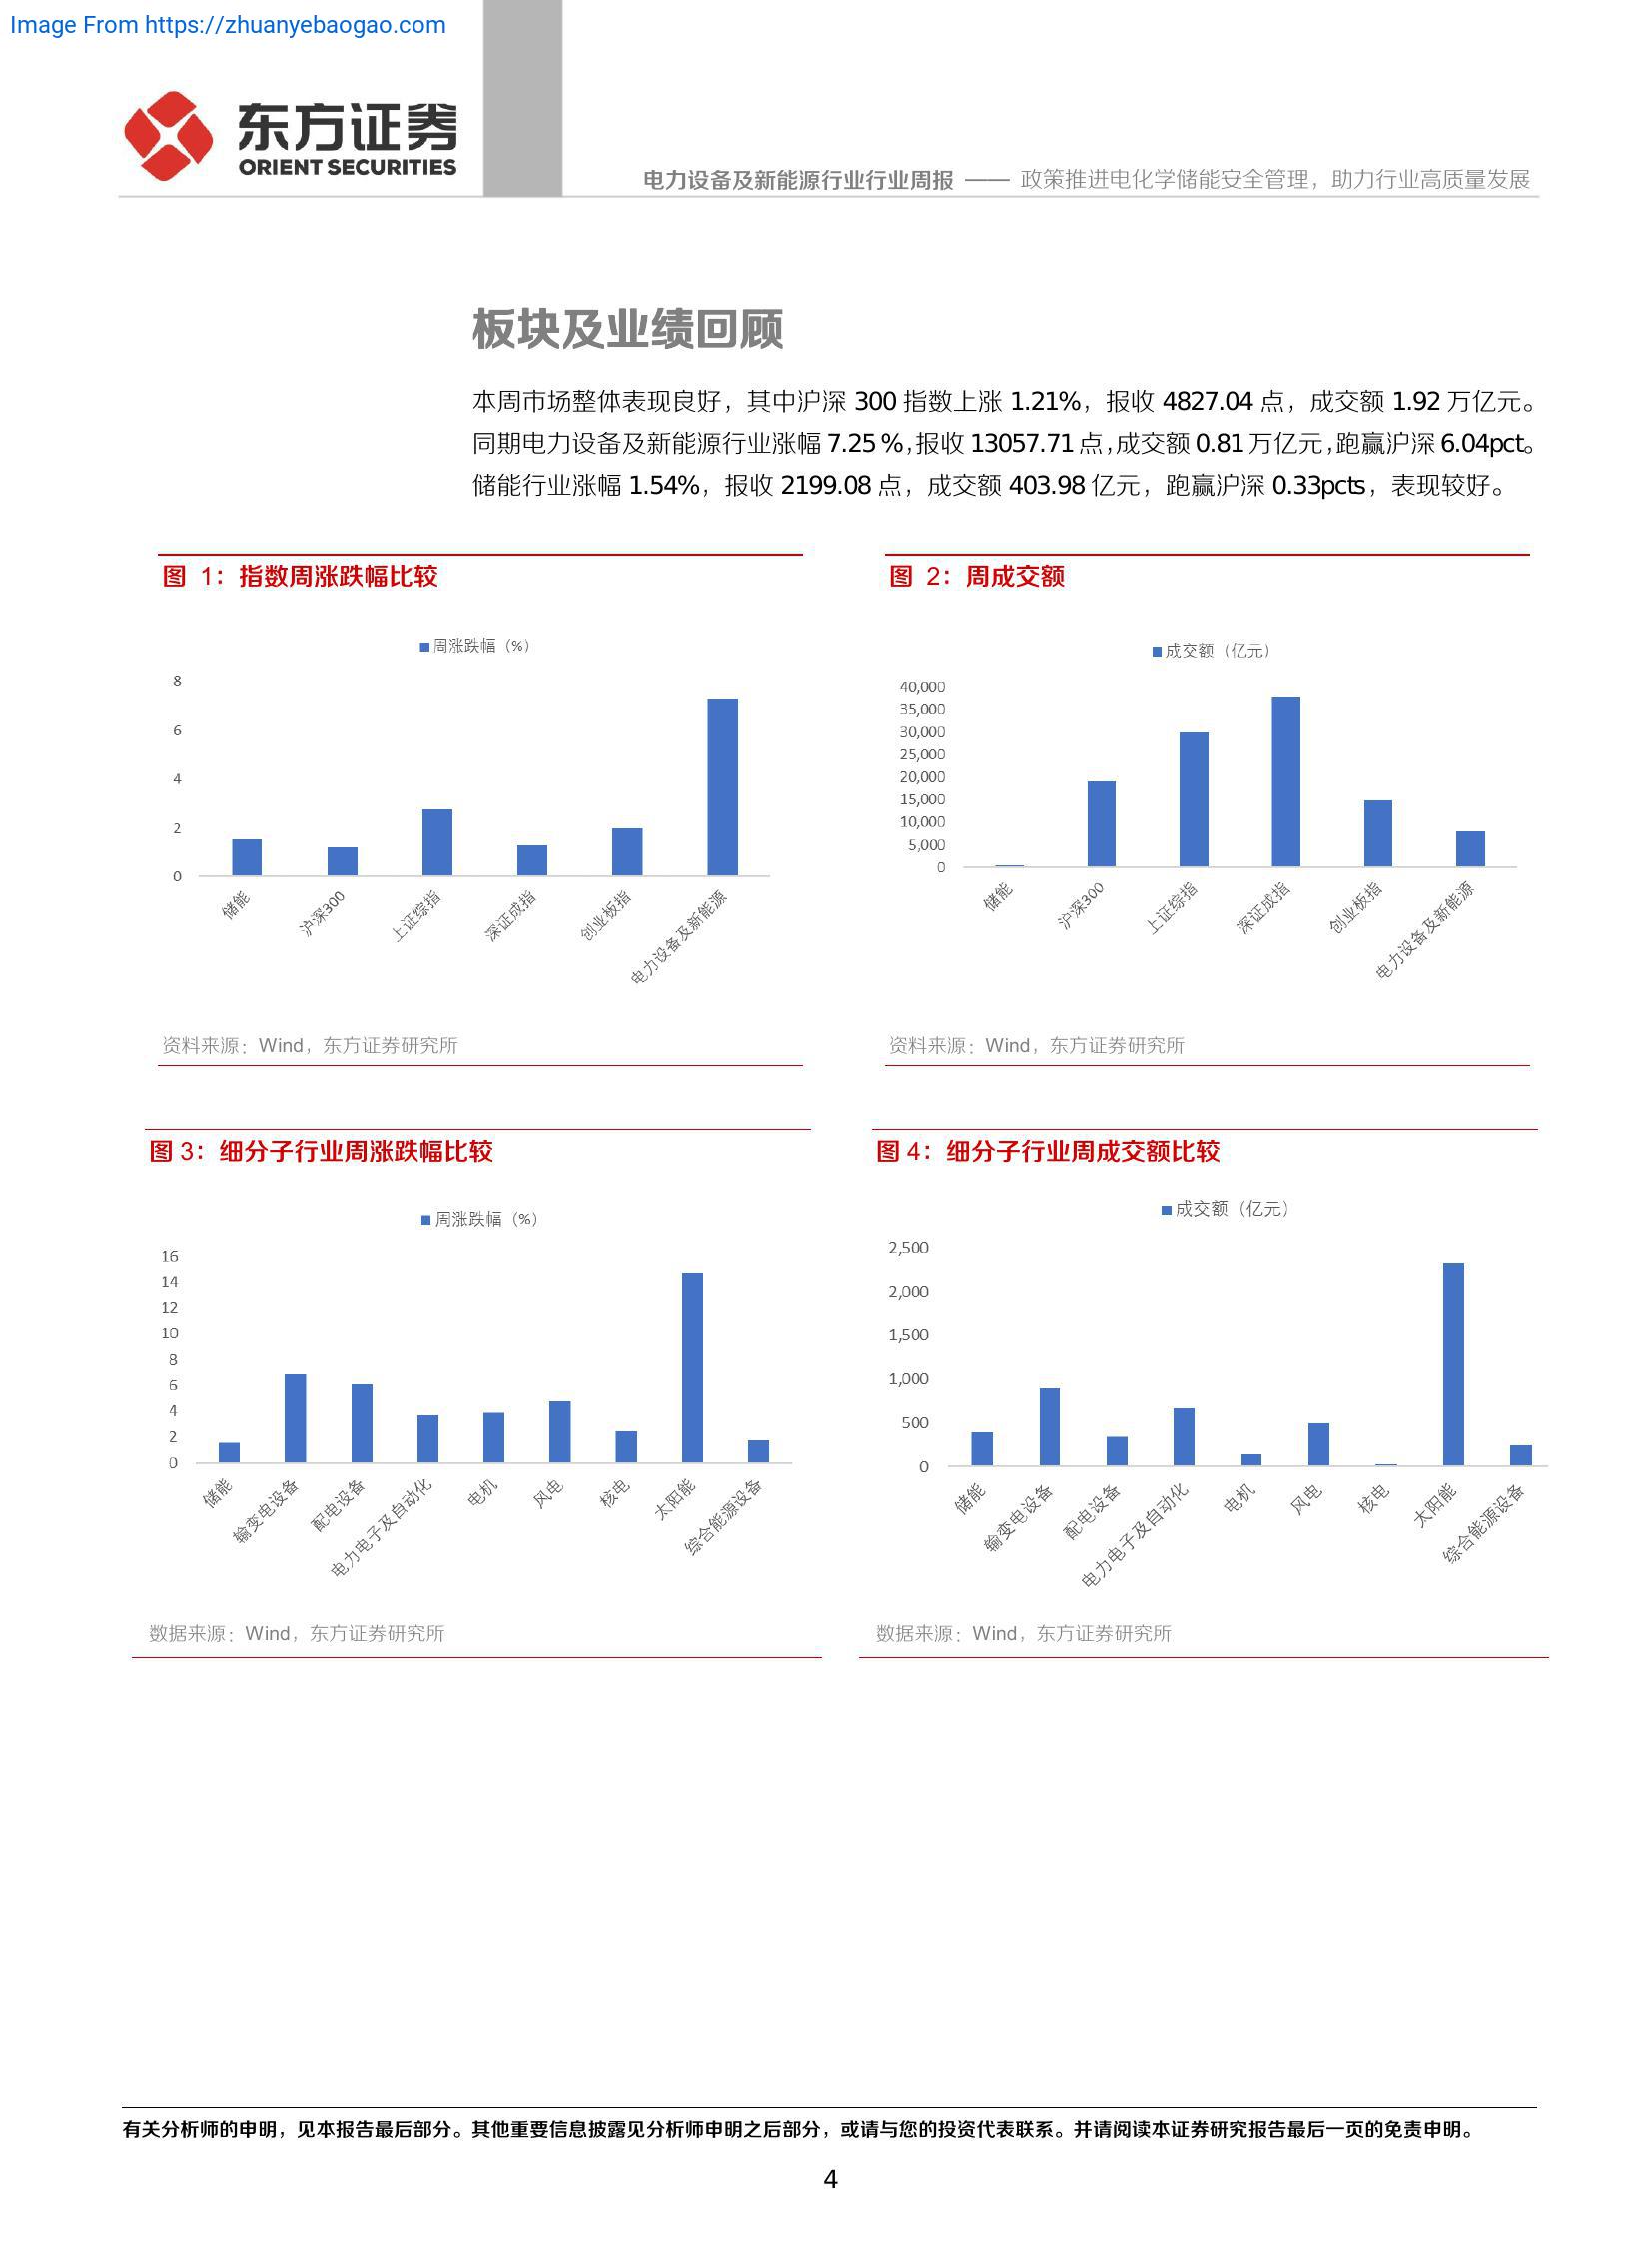 Image From https://zhuanyebaogao.com
东方证券
ORIENT SECURITIES
电力设备及新能源行业行业周报 —— 政策推进电化学储能安全管理，助力行业高质量发展
板块及业绩回顾
本周市场整体表现良好，其中沪深 300 指数上涨 1.21%，报收 4827.04 点，成交额 1.92 万亿元。
同期电力设备及新能源行业涨幅 7.25 %，报收 13057.71 点，成交额 0.81 万亿元，跑赢沪深 6.04pct。
储能行业涨幅 1.54%，报收 2199.08 点，成交额 403.98 亿元，跑赢沪深 0.33pcts，表现较好。
图 1：指数周涨跌幅比较
周涨跌幅（%）
8
6
4
2
0
储能
沪深300
上证综指
深证成指
创业板指
电力设备及新能源
资料来源：Wind，东方证券研究所
图 2：周成交额
成交额（亿元）
40,000
35,000
30,000
25,000
20,000
15,000
10,000
5,000
0
储能
沪深300
上证综指
深证成指
创业板指
电力设备及新能源
资料来源：Wind，东方证券研究所
图 3：细分子行业周涨跌幅比较
周涨跌幅（%）
16
14
12
10
8
6
4
2
0
储能
输变电设备
配电设备
电力电子及自动化
电机
风电
核电
太阳能
综合能源设备
数据来源：Wind，东方证券研究所
图 4：细分子行业周成交额比较
成交额（亿元）
2,500
2,000
1,500
1,000
500
0
储能
输变电设备
配电设备
电力电子及自动化
电机
风电
核电
太阳能
综合能源设备
数据来源：Wind，东方证券研究所
有关分析师的申明，见本报告最后部分。其他重要信息披露见分析师申明之后部分，或请与您的投资代表联系。并请阅读本证券研究报告最后一页的免责申明。
4